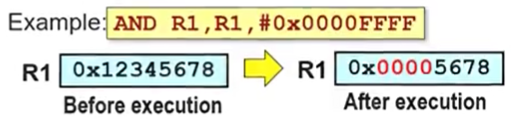 Example: AND R1,R1,#0x0000FFFF
R1 0x12345678 R1 0x00005678
Before execution After execution